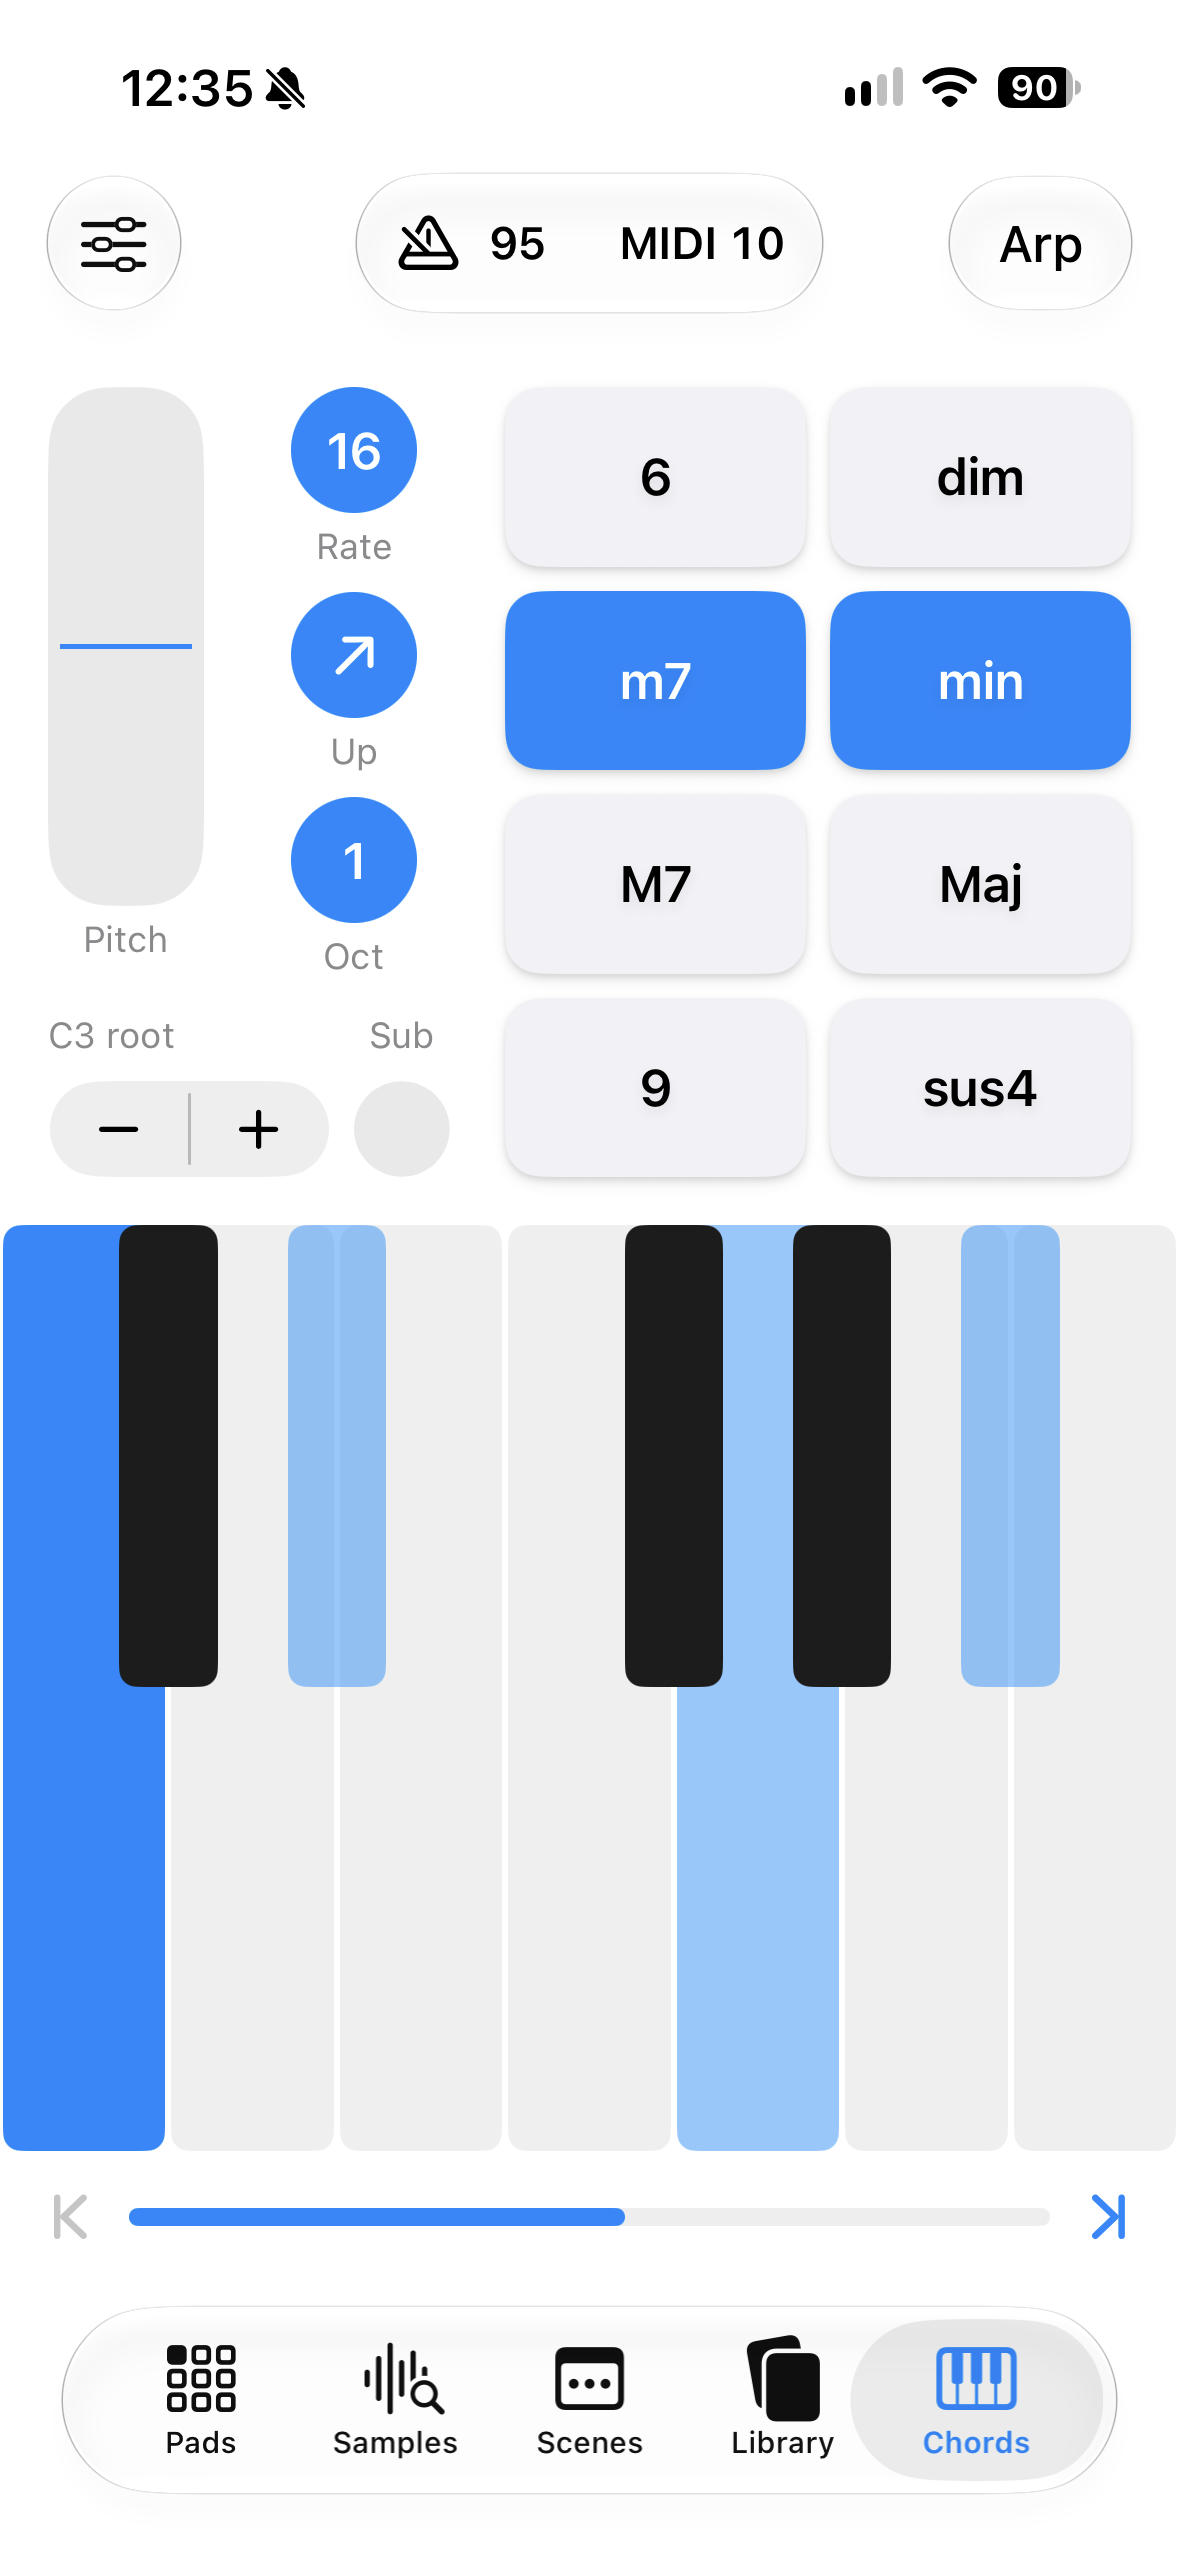 12:35
90
95
MIDI 10
Arp
16
Rate
Up
1
Oct
Pitch
6
dim
m7
min
M7
Maj
9
sus4
C3 root
Sub
Pads
Samples
Scenes
Library
Chords